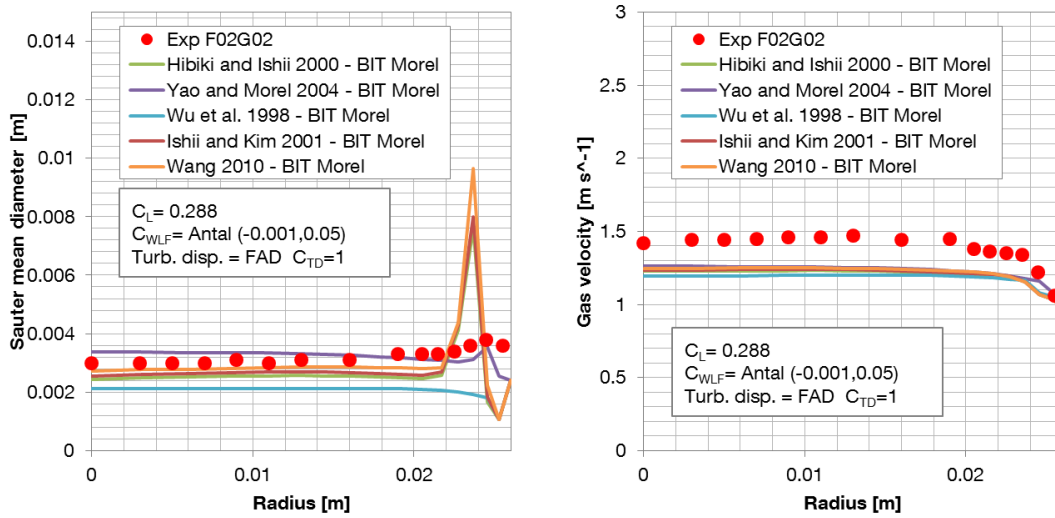 0.014
0.012
0.01
0.008
0.006
0.004
0.002
0
Sauter mean diameter [m]
Exp F02G02
Hibiki and Ishii 2000 - BIT Morel
Yao and Morel 2004 - BIT Morel
Wu et al. 1998 - BIT Morel
Ishii and Kim 2001 - BIT Morel
Wang 2010 - BIT Morel
C_L= 0.288
C_WLF= Antal (-0.001,0.05)
Turb. disp. = FAD C_TD=1
0
0.01
0.02
Radius [m]
3
2.5
2
1.5
1
0.5
0
Gas velocity [m s^-1]
Exp F02G02
Hibiki and Ishii 2000 - BIT Morel
Yao and Morel 2004 - BIT Morel
Wu et al. 1998 - BIT Morel
Ishii and Kim 2001 - BIT Morel
Wang 2010 - BIT Morel
C_L= 0.288
C_WLF= Antal (-0.001,0.05)
Turb. disp. = FAD C_TD=1
0
0.01
0.02
Radius [m]